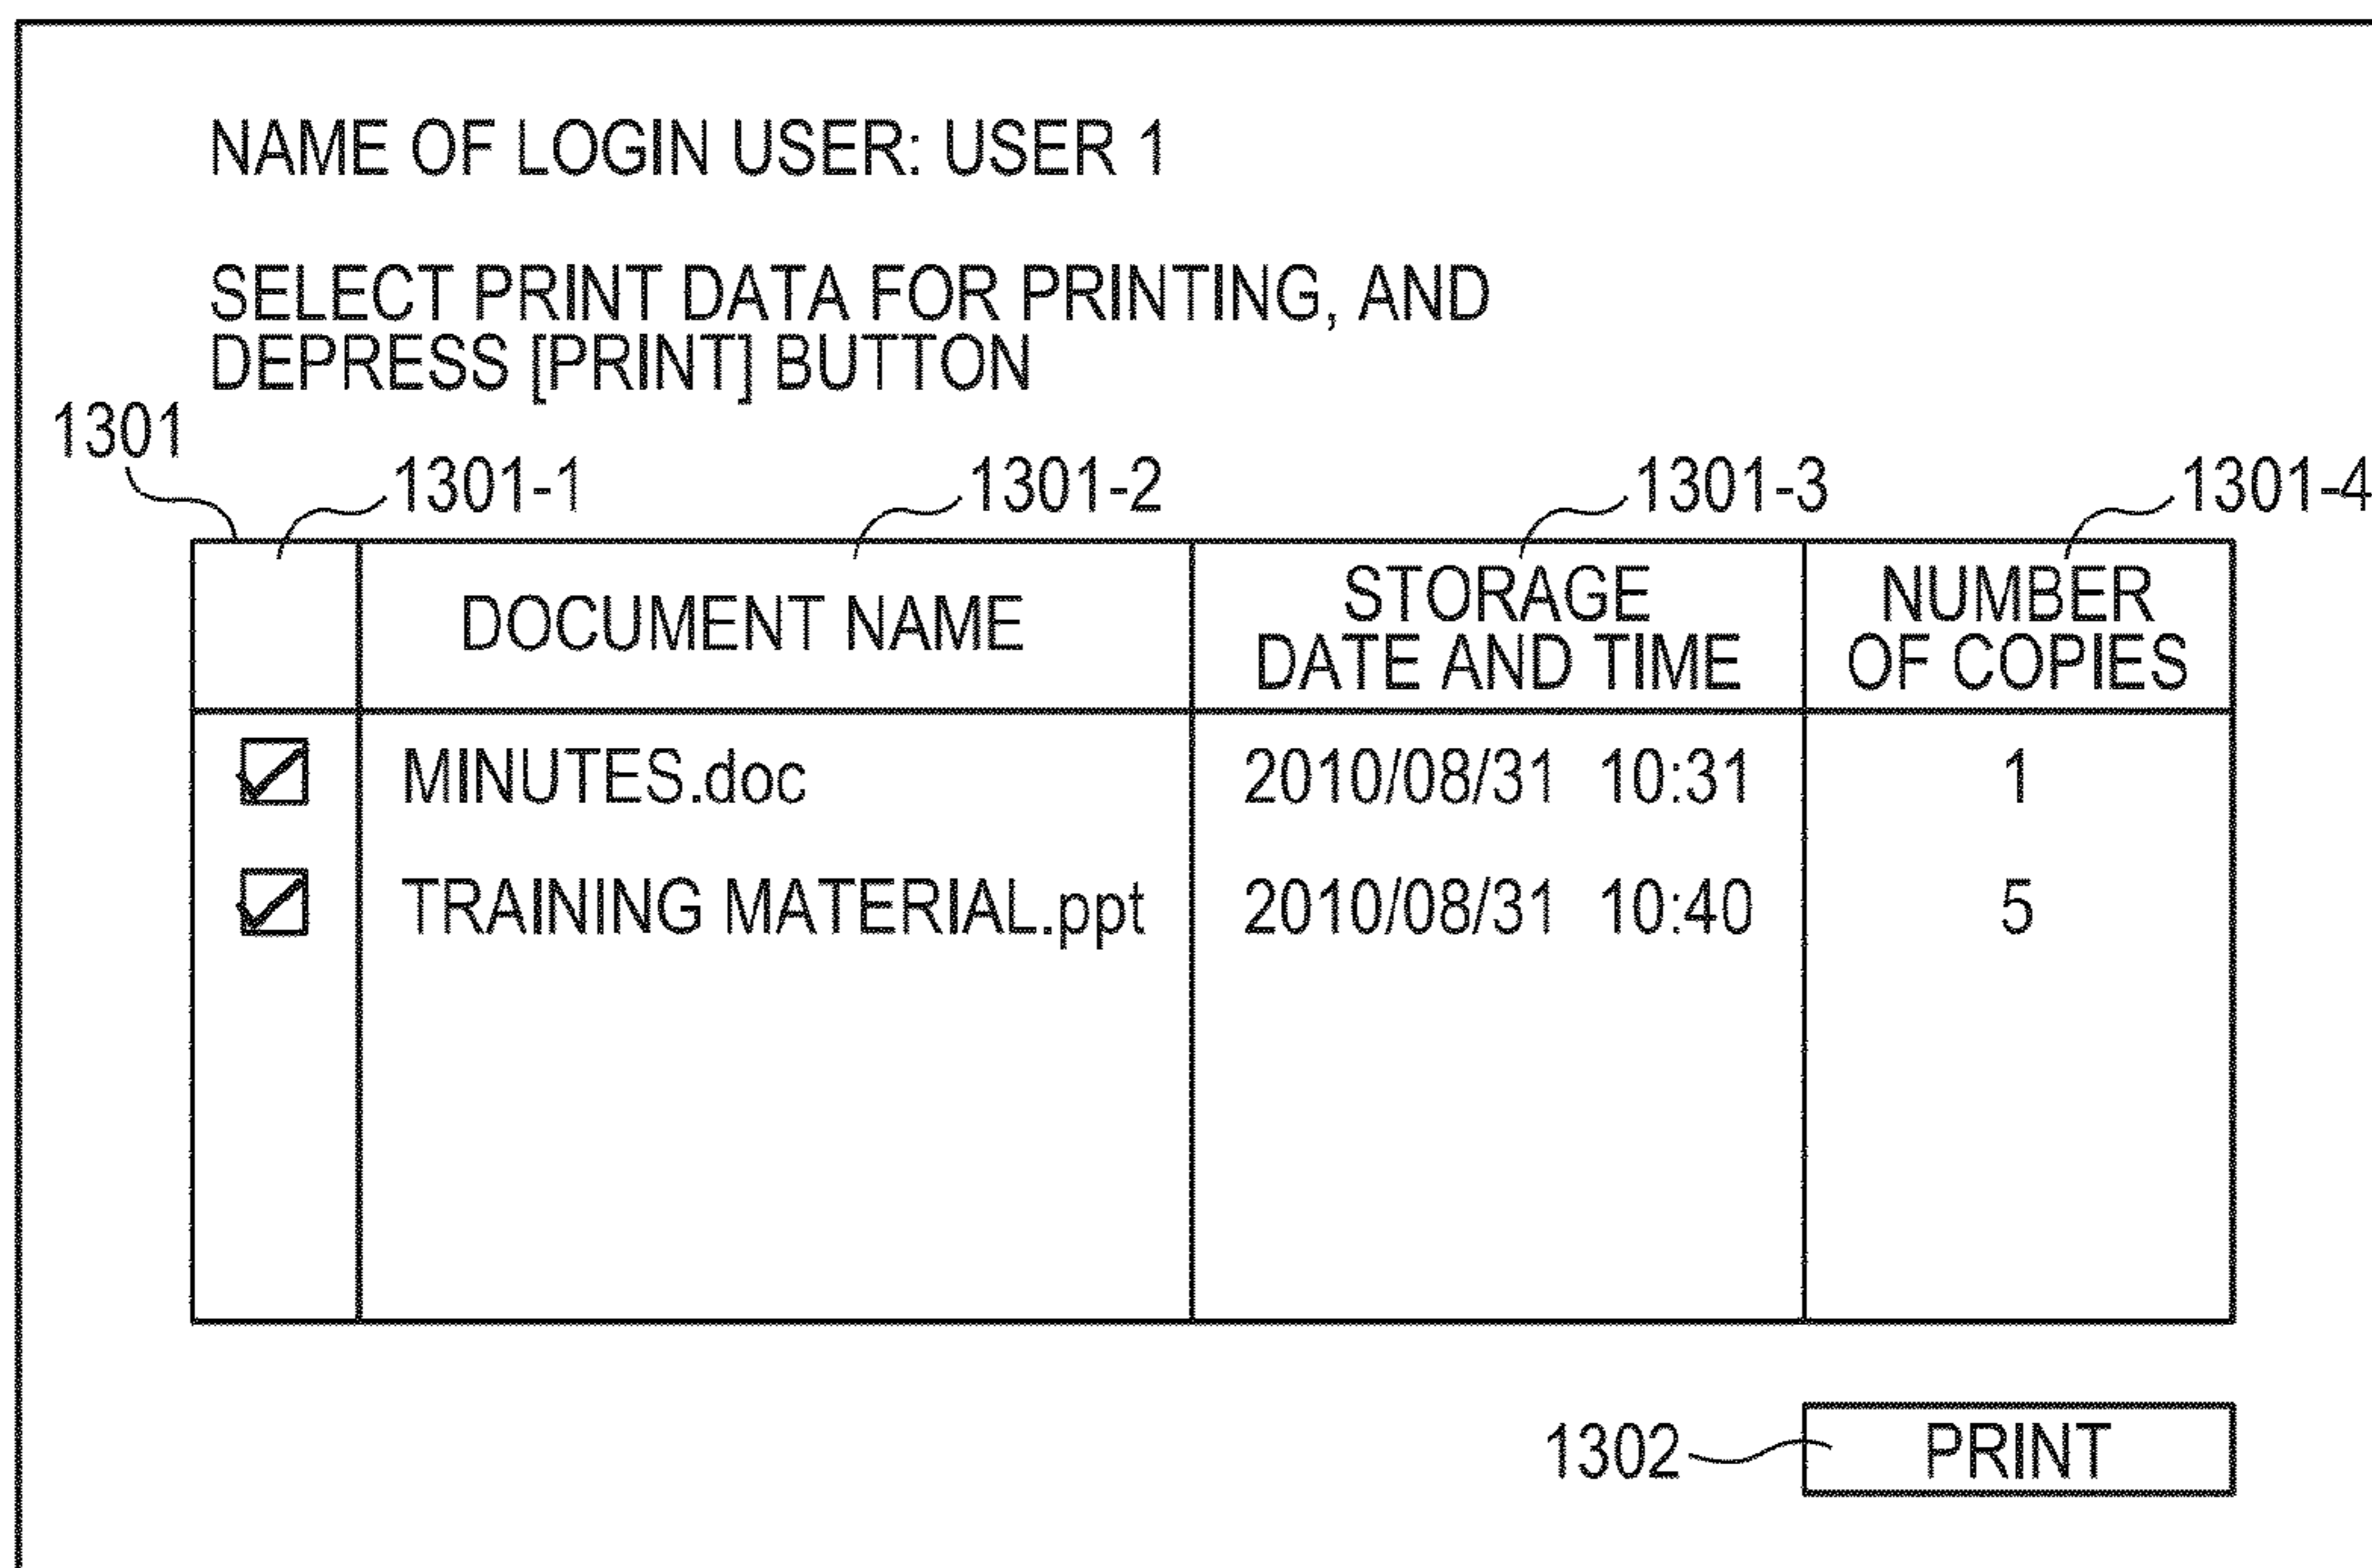 NAME OF LOGIN USER: USER 1
SELECT PRINT DATA FOR PRINTING, AND
DEPRESS [PRINT] BUTTON
1301
1301-1 1301-2 1301-3 1301-4
DOCUMENT NAME STORAGE DATE AND TIME NUMBER OF COPIES
MINUTES.doc 2010/08/31 10:31 1
TRAINING MATERIAL.ppt 2010/08/31 10:40 5
1302 PRINT